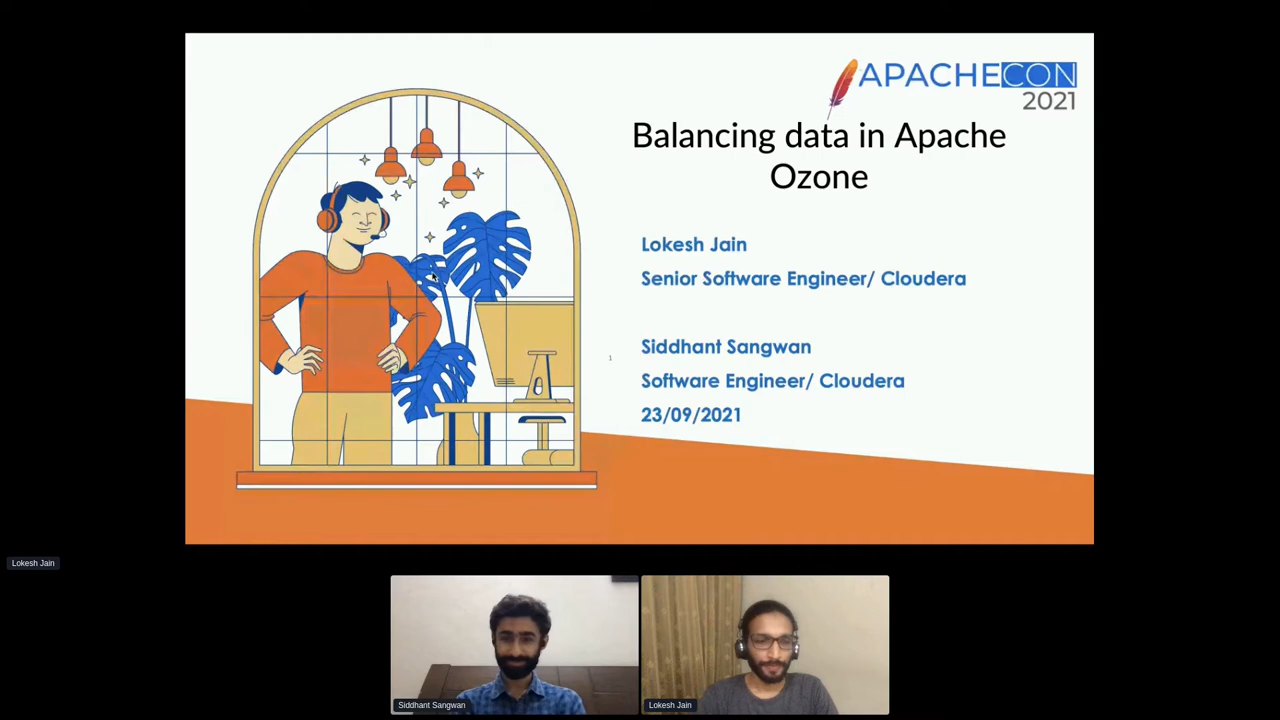 APACHECON
2021
Balancing data in Apache
Ozone
Lokesh Jain
Senior Software Engineer/ Cloudera
Siddhant Sangwan
1
Software Engineer/ Cloudera
23/09/2021
Lokesh Jain
Siddhant Sangwan
Lokesh Jain